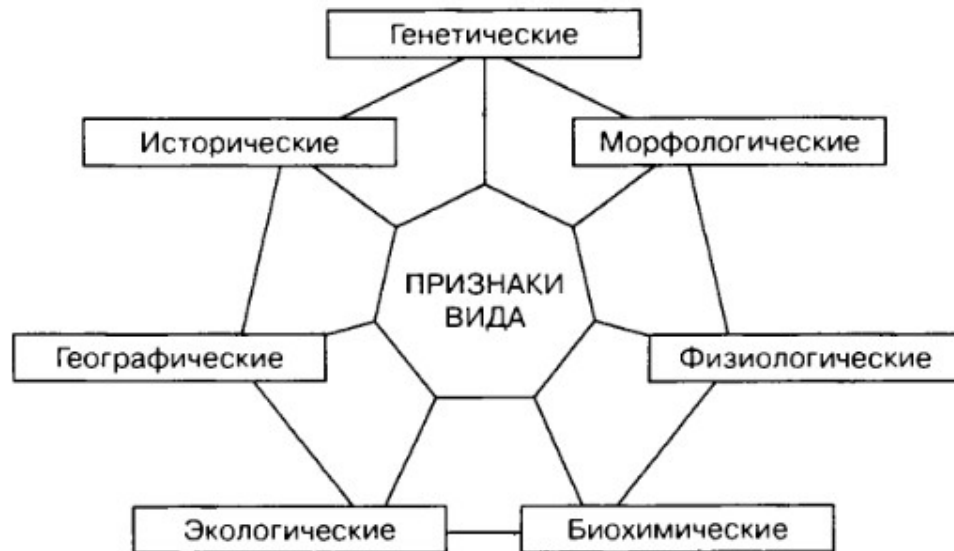 Генетические
Исторические
Морфологические
ПРИЗНАКИ
ВИДА
Географические
Физиологические
Экологические
Биохимические